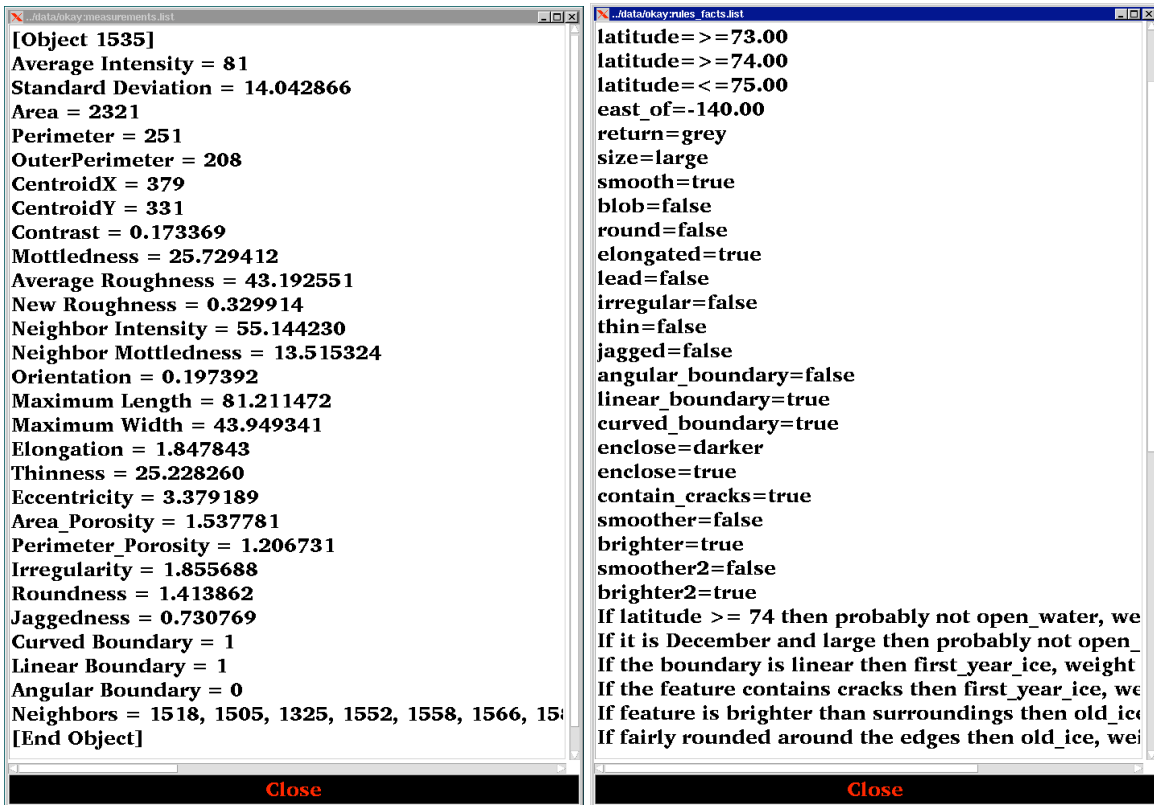 ../data/okay:measurements.list
[Object 1535]
Average Intensity = 81
Standard Deviation = 14.042866
Area = 2321
Perimeter = 251
OuterPerimeter = 208
CentroidX = 379
CentroidY = 331
Contrast = 0.173369
Mottledness = 25.729412
Average Roughness = 43.192551
New Roughness = 0.329914
Neighbor Intensity = 55.144230
Neighbor Mottledness = 13.515324
Orientation = 0.197392
Maximum Length = 81.211472
Maximum Width = 43.949341
Elongation = 1.847843
Thinness = 25.228260
Eccentricity = 3.379189
Area_Porosity = 1.537781
Perimeter_Porosity = 1.206731
Irregularity = 1.855688
Roundness = 1.413862
Jaggedness = 0.730769
Curved Boundary = 1
Linear Boundary = 1
Angular Boundary = 0
Neighbors = 1518, 1505, 1325, 1552, 1558, 1566,
[End Object]
Close
../data/okay:rules_facts.list
latitude=>=73.00
latitude=>=74.00
latitude=<=75.00
east_of=-140.00
return=grey
size=large
smooth=true
blob=false
round=false
elongated=true
lead=false
irregular=false
thin=false
jagged=false
angular_boundary=false
linear_boundary=true
curved_boundary=true
enclose=darker
enclose=true
contain_cracks=true
smoother=false
brighter=true
smoother2=false
brighter2=true
If latitude >= 74 then probably not open_water, we
If it is December and large then probably not open_
If the boundary is linear then first_year_ice, weight
If the feature contains cracks then first_year_ice, we
If feature is brighter than surroundings then old_ice
If fairly rounded around the edges then old_ice, wei
Close